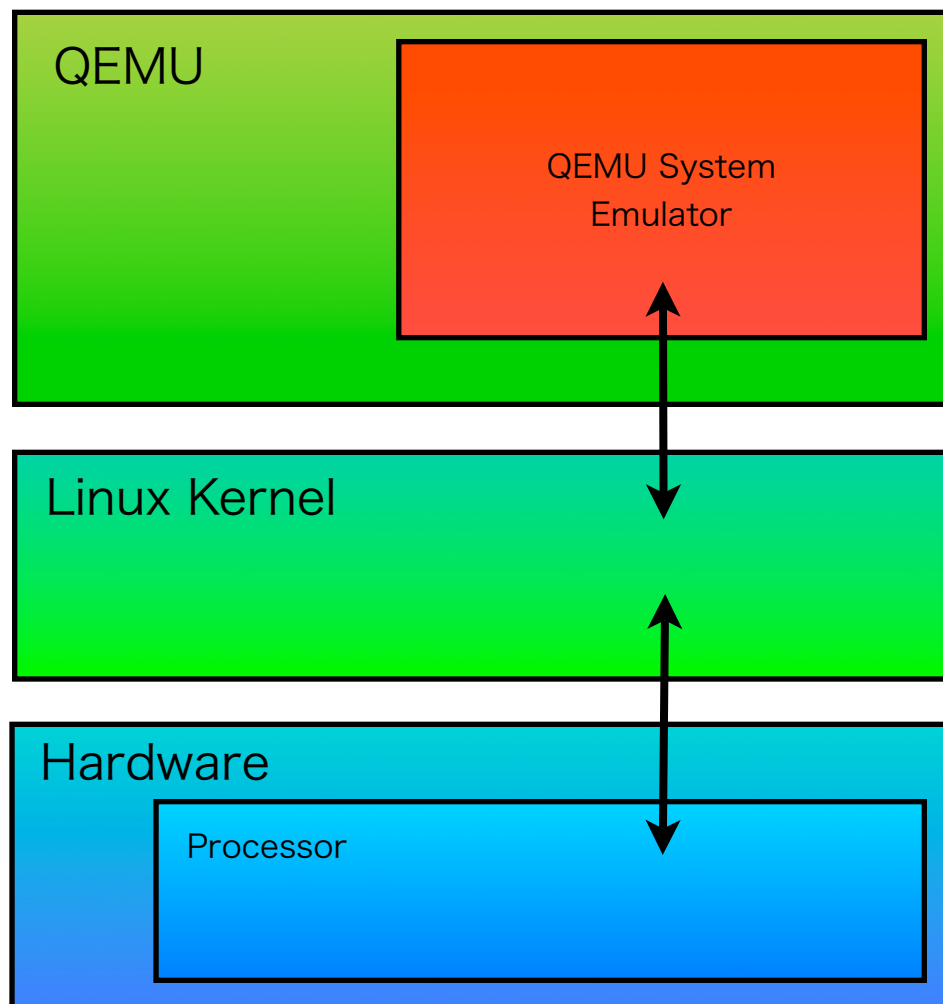 QEMU
QEMU System
Emulator
Linux Kernel
Hardware
Processor